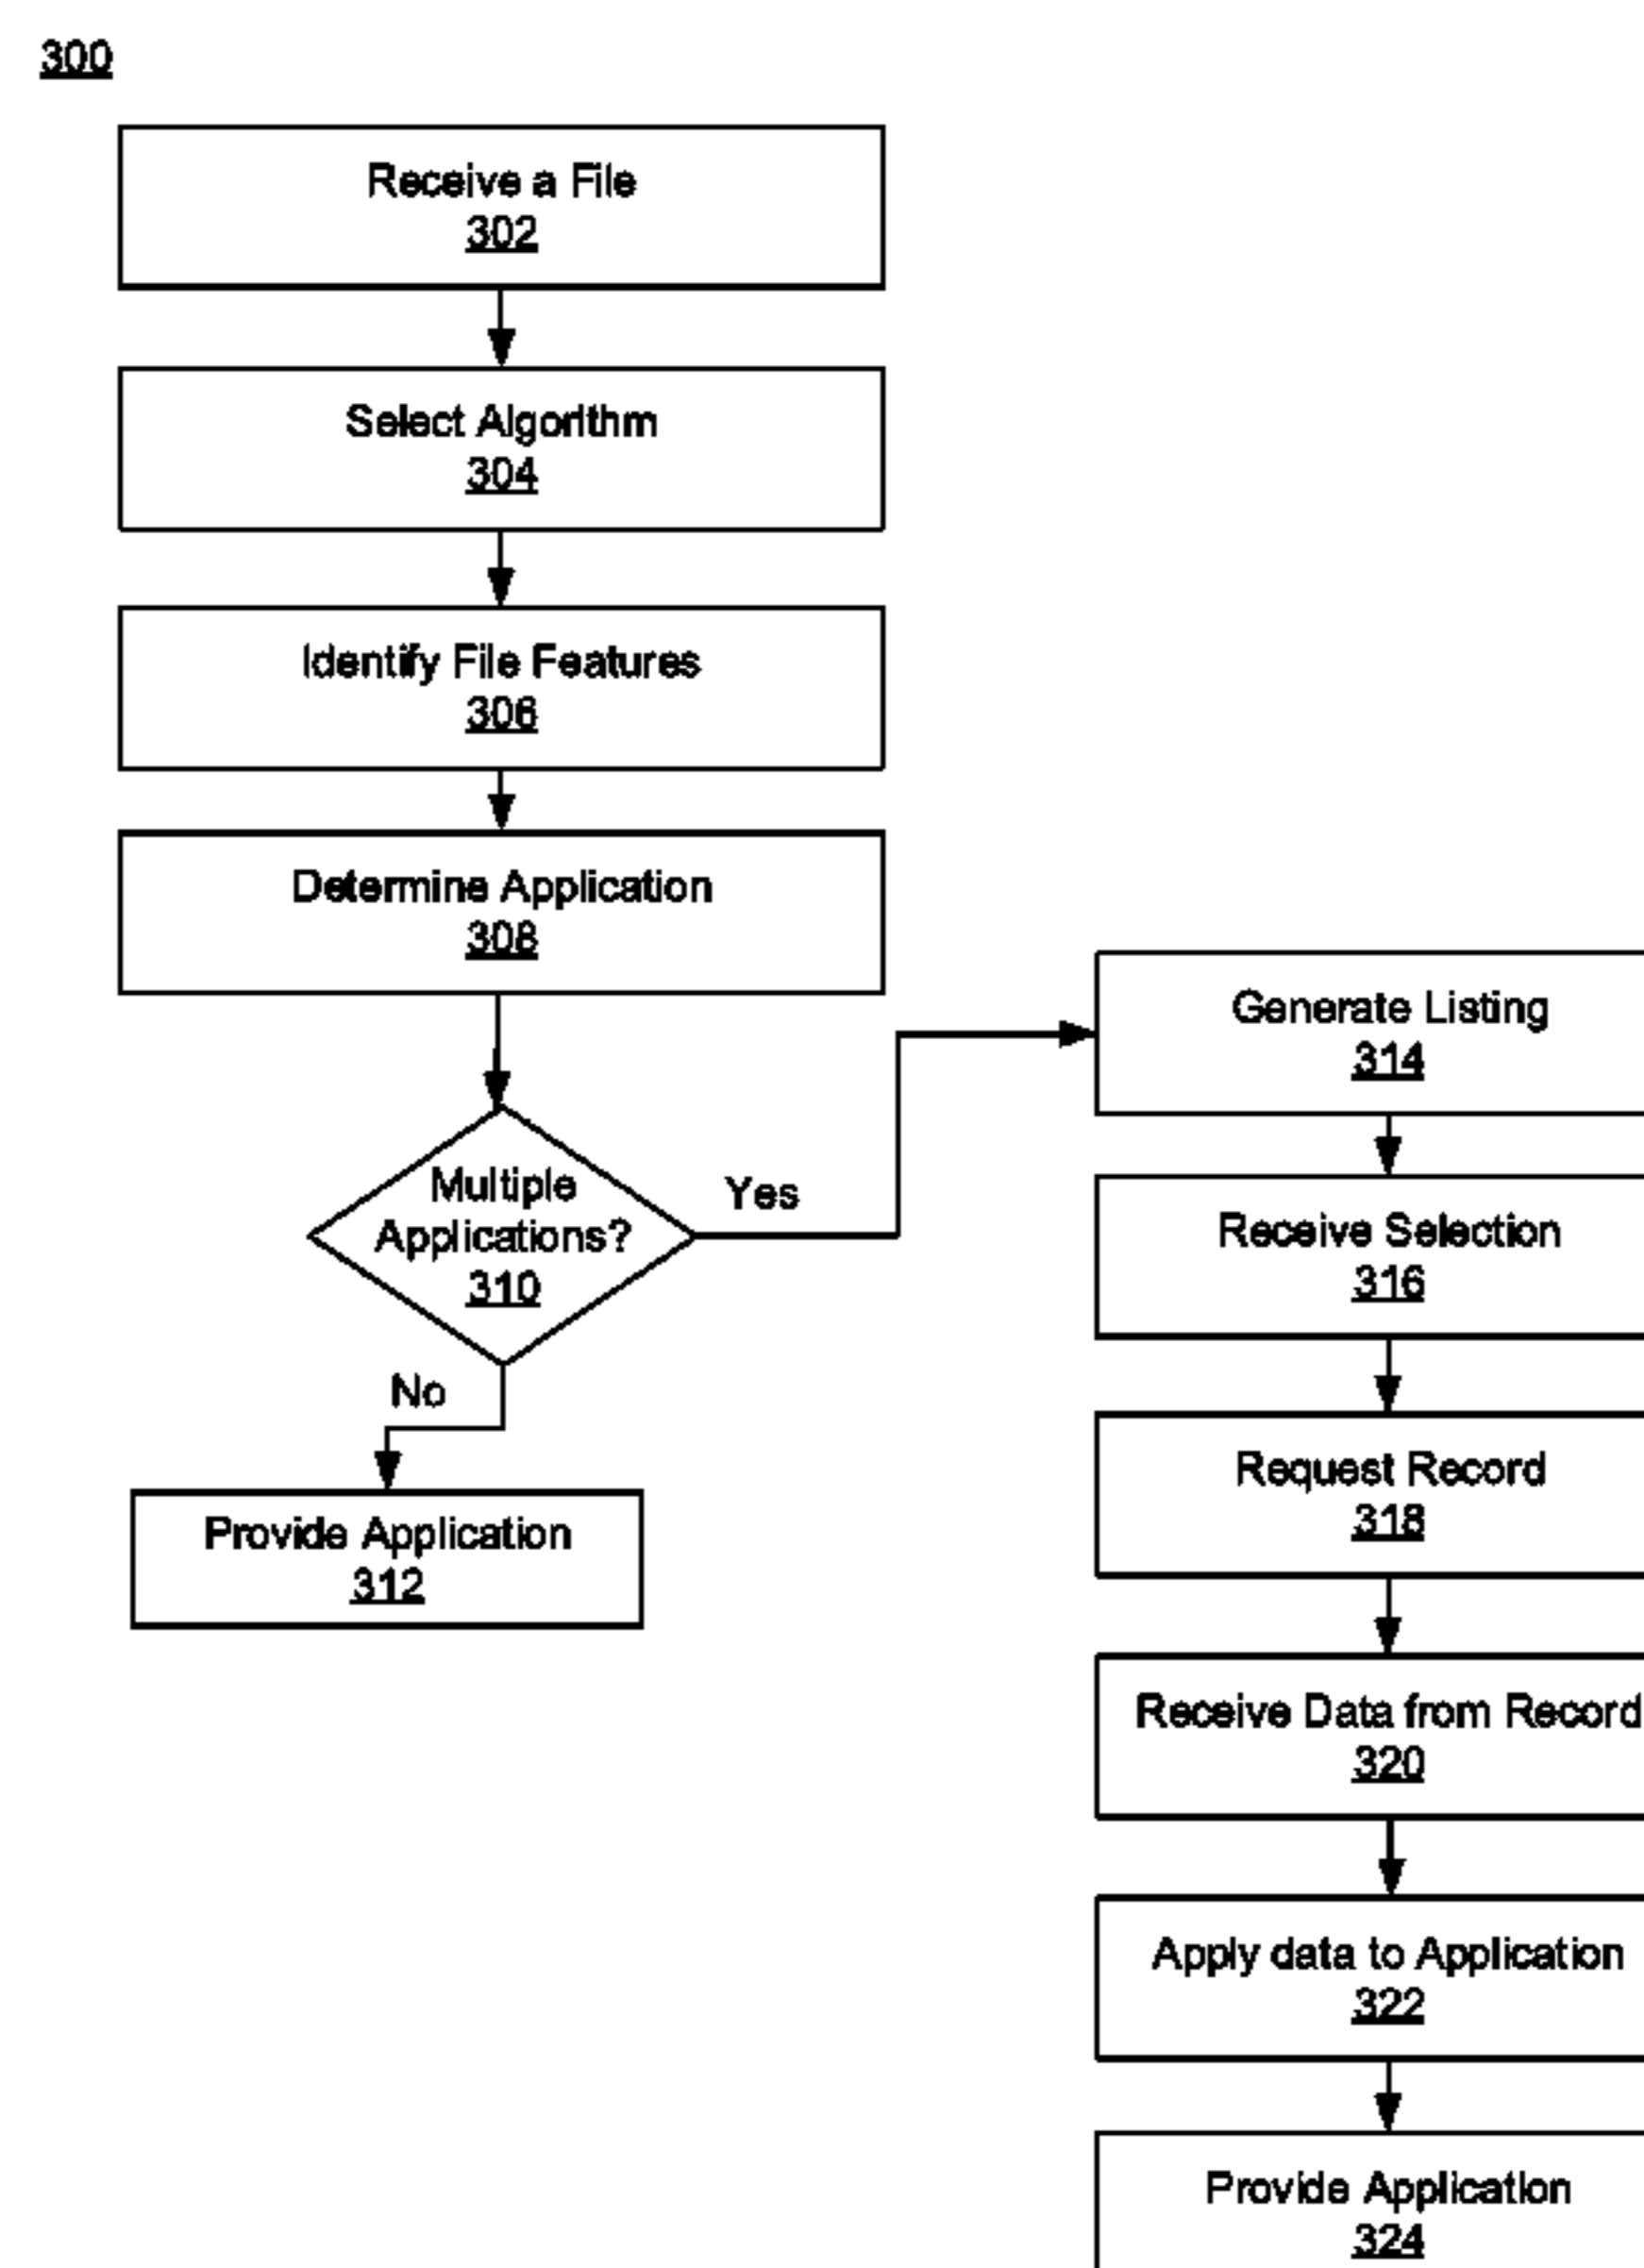 300
Receive a File
302
Select Algorithm
304
Identify File Features
306
Determine Application
308
Multiple
Applications?
310
Yes
No
Provide Application
312
Generate Listing
314
Receive Selection
316
Request Record
318
Receive Data from Record
320
Apply data to Application
322
Provide Application
324